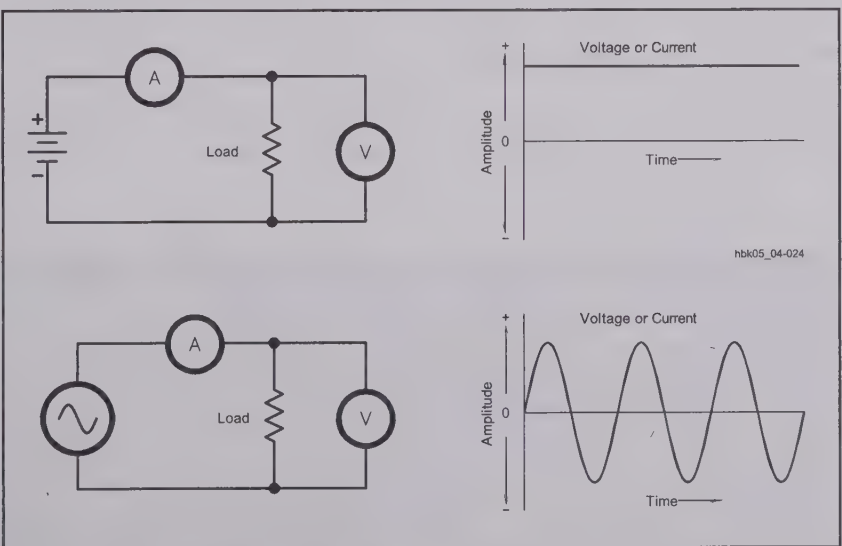 A
+
-
Load
V
+
Voltage or Current
Amplitude
0
Time
-
hbk05_04-024
A
Load
V
+
Voltage or Current
Amplitude
0
Time
-